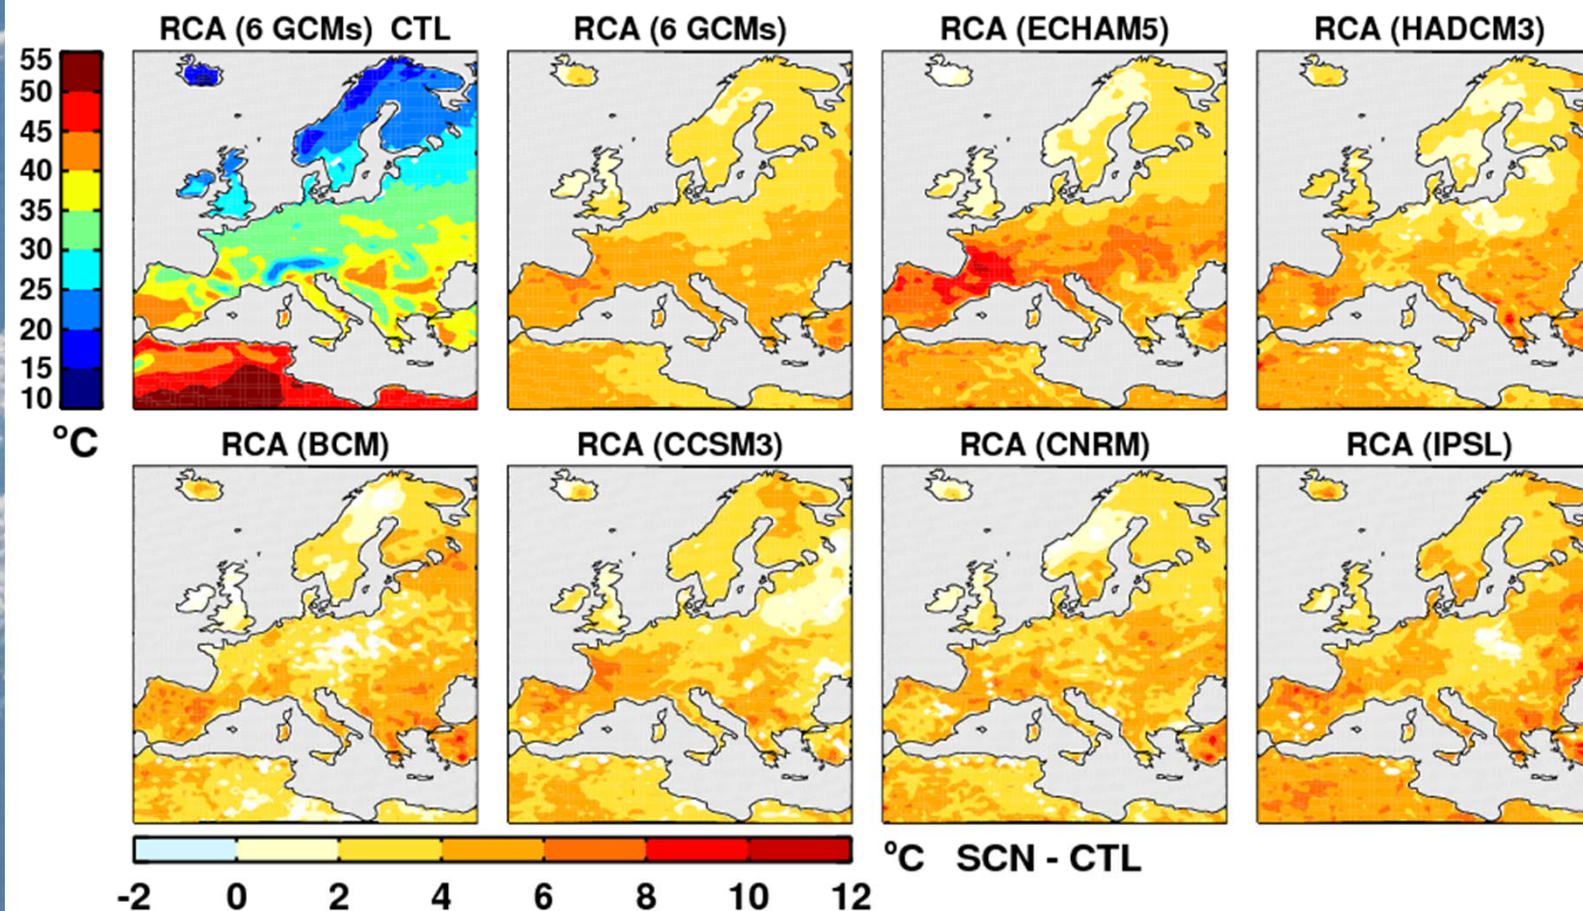 RCA (6 GCMs) CTL
RCA (6 GCMs)
RCA (ECHAM5)
RCA (HADCM3)
55
50
45
40
35
30
25
20
15
10
°C
RCA (BCM)
RCA (CCSM3)
RCA (CNRM)
RCA (IPSL)
-2 0 2 4 6 8 10 12
°C SCN - CTL